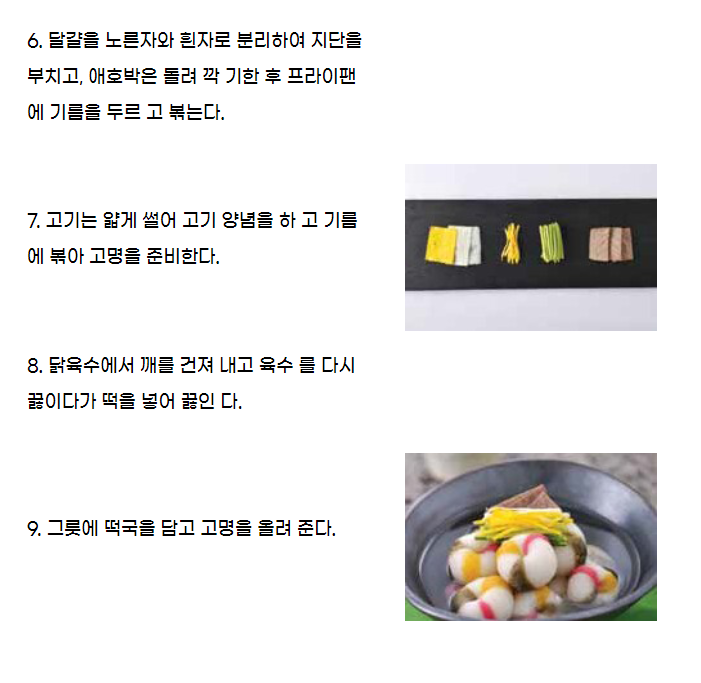 6. 달걀을 노른자와 흰자로 분리하여 지단을
부치고, 애호박은 돌려 깍 기한 후 프라이팬
에 기름을 두르 고 볶는다.
7. 고기는 얇게 썰어 고기 양념을 하 고 기름
에 볶아 고명을 준비한다.
8. 닭육수에서 깨를 건져 내고 육수 를 다시
끓이다가 떡을 넣어 끓인 다.
9. 그릇에 떡국을 담고 고명을 올려 준다.